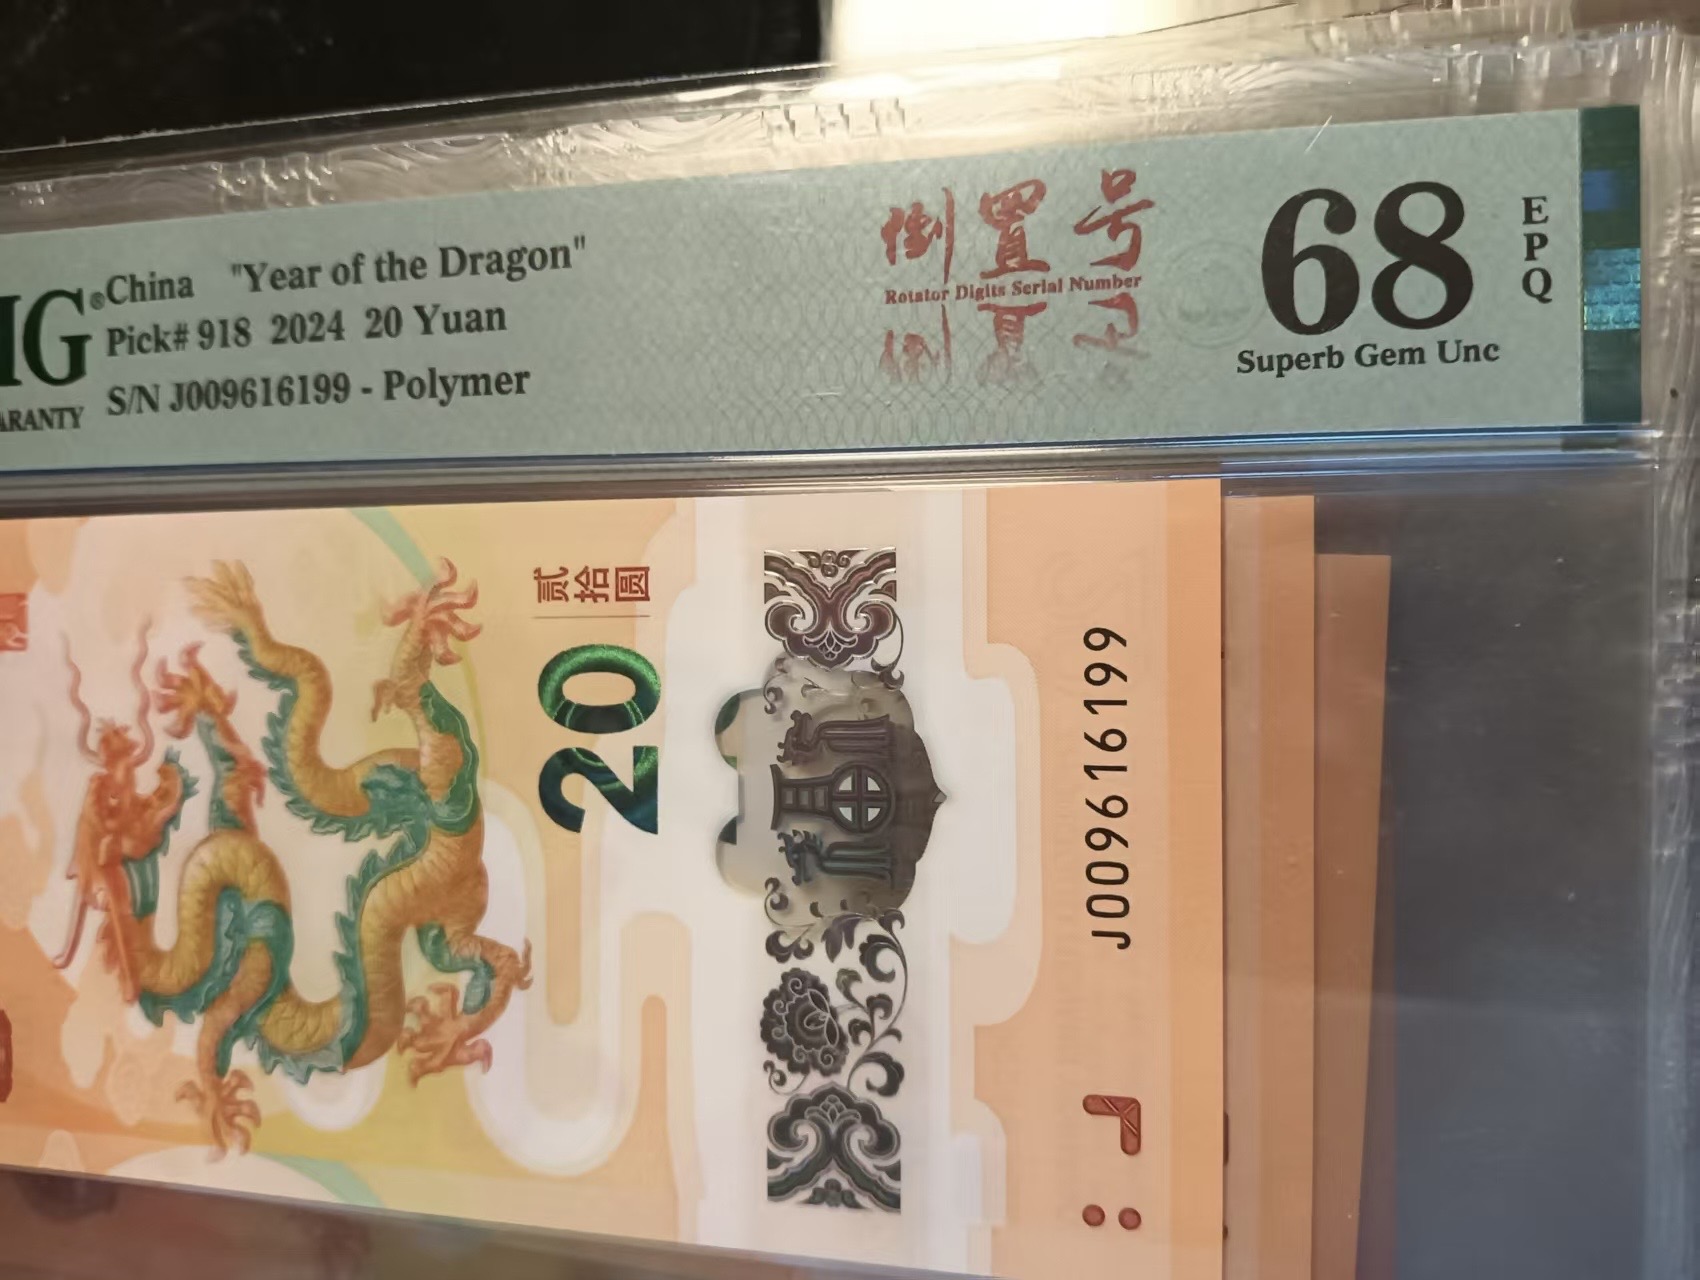 MG® China "Year of the Dragon"
Pick# 918 2024 20 Yuan
S/N J009616199 - Polymer
ARANTY
倒置号
Rotator Digits Serial Number
68
EPQ
Superb Gem Unc
贰拾圆
20
J009616199